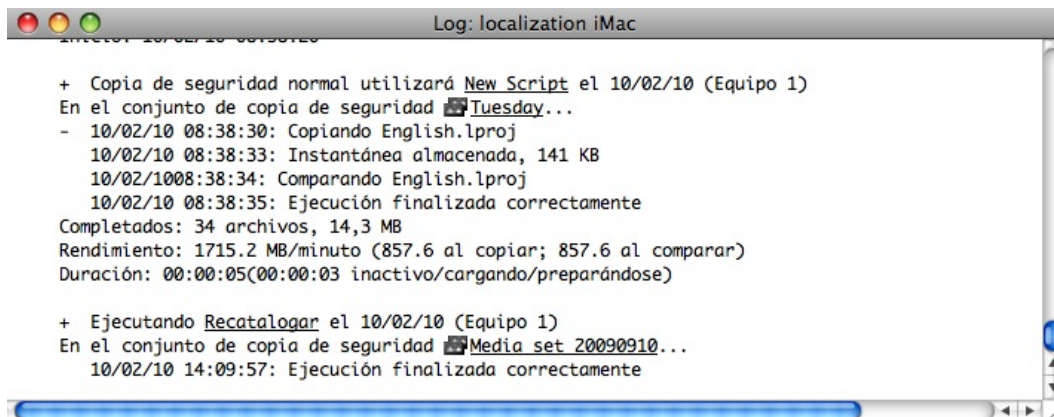 Log: localization iMac
+ Copia de seguridad normal utilizará New Script el 10/02/10 (Equipo 1)
En el conjunto de copia de seguridad Tuesday...
- 10/02/10 08:38:30: Copiando English.lproj
10/02/10 08:38:33: Instantánea almacenada, 141 KB
10/02/1008:38:34: Comparando English.lproj
10/02/10 08:38:35: Ejecución finalizada correctamente
Completados: 34 archivos, 14,3 MB
Rendimiento: 1715.2 MB/minuto (857.6 al copiar; 857.6 al comparar)
Duración: 00:00:05(00:00:03 inactivo/cargando/preparándose)
+ Ejecutando Recatalogar el 10/02/10 (Equipo 1)
En el conjunto de copia de seguridad Media set 20090910...
10/02/10 14:09:57: Ejecución finalizada correctamente